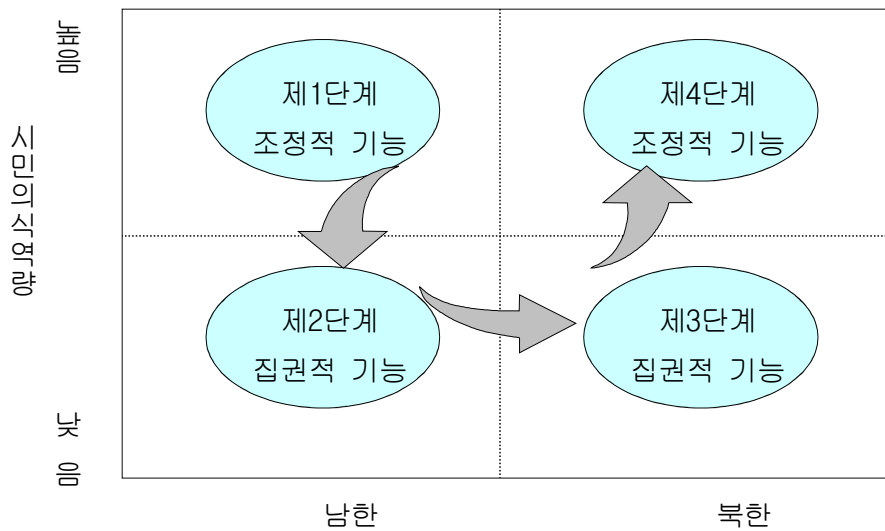 높음
제1단계
조정적 기능
제4단계
조정적 기능
시민의식역량
제2단계
집권적 기능
제3단계
집권적 기능
낮 음
남한
북한